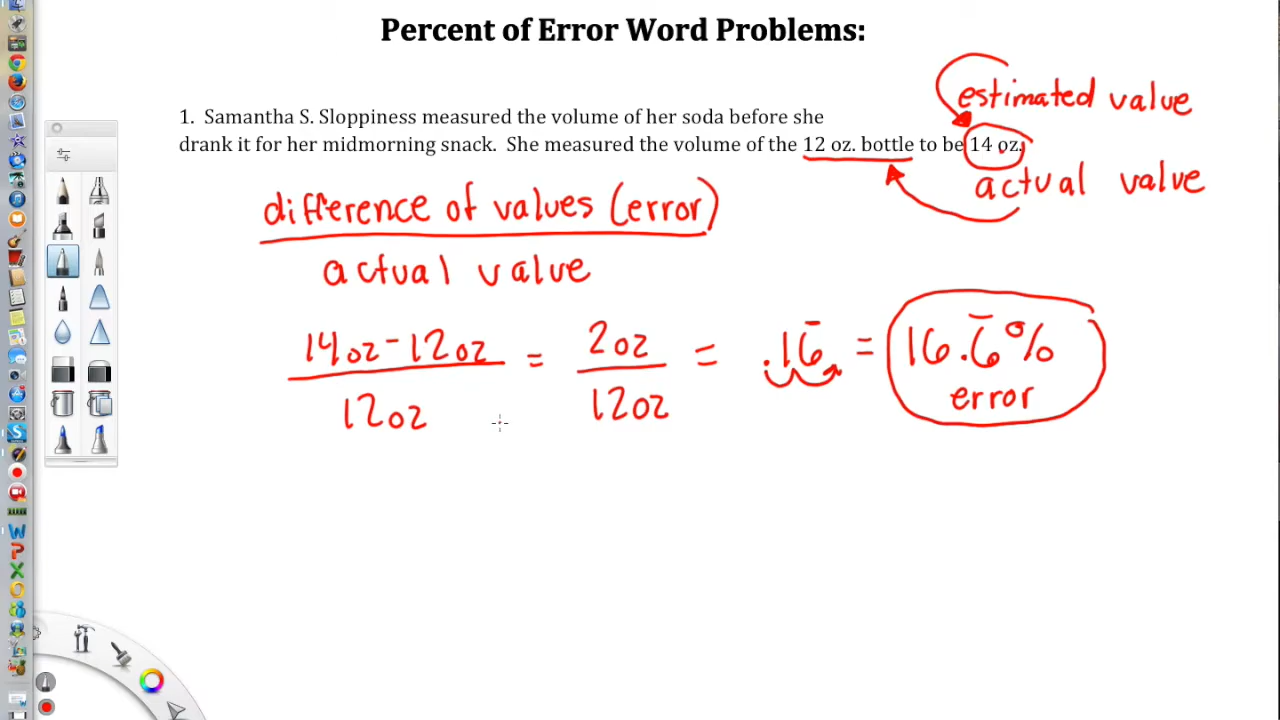 Percent of Error Word Problems:
estimated value
1. Samantha S. Sloppiness measured the volume of her soda before she
drank it for her midmorning snack. She measured the volume of the 12 oz. bottle to be 14 oz.
actual value
difference of values (error)
actual value
14oz - 12oz
12oz
=
2oz
12oz
= .16̅ = 16.6̅%
error